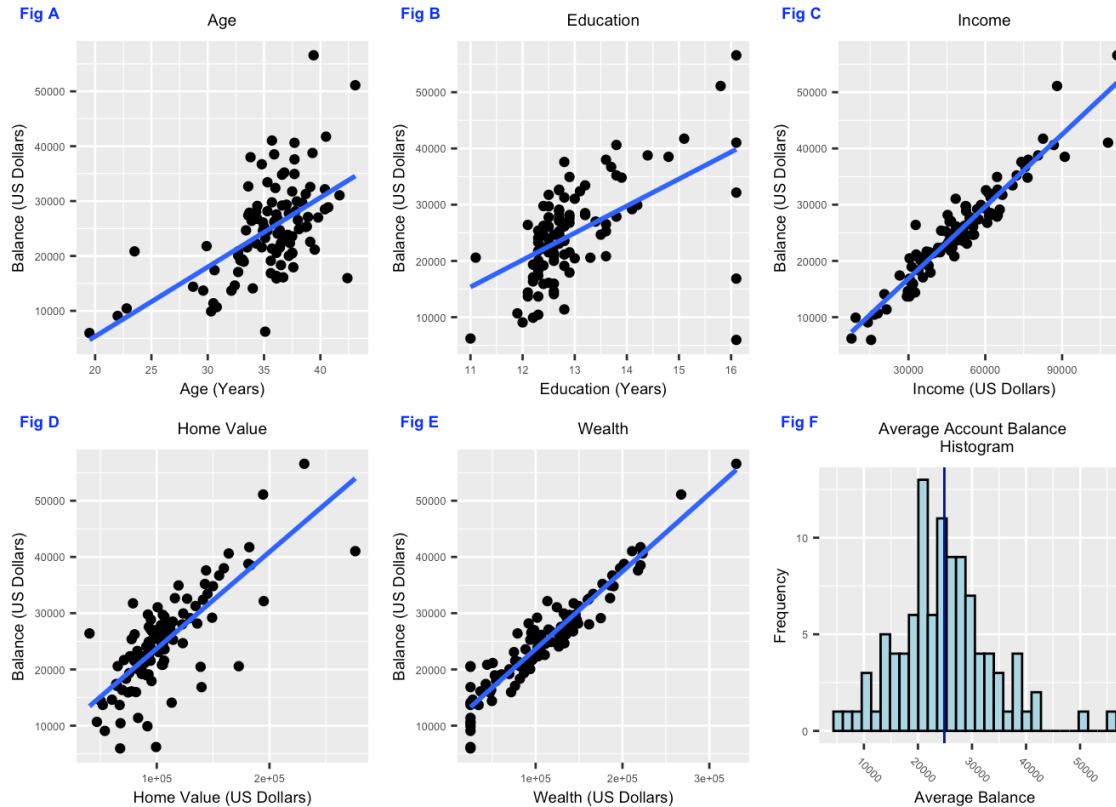 Fig A
Age
Balance (US Dollars)
50000
40000
30000
20000
10000
20
25
30
35
40
Age (Years)
Fig B
Education
Balance (US Dollars)
50000
40000
30000
20000
10000
11
12
13
14
15
16
Education (Years)
Fig C
Income
Balance (US Dollars)
50000
40000
30000
20000
10000
30000
60000
90000
Income (US Dollars)
Fig D
Home Value
Balance (US Dollars)
50000
40000
30000
20000
10000
1e+05
2e+05
Home Value (US Dollars)
Fig E
Wealth
Balance (US Dollars)
50000
40000
30000
20000
10000
1e+05
2e+05
3e+05
Wealth (US Dollars)
Fig F
Average Account Balance
Histogram
Frequency
10
5
0
10000
20000
30000
40000
50000
Average Balance